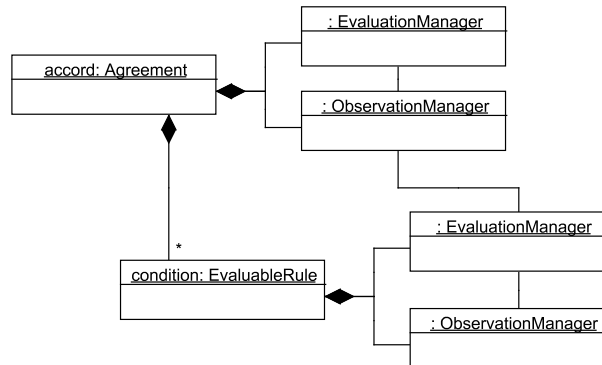 : EvaluationManager
accord: Agreement
: ObservationManager
: EvaluationManager
*
condition: EvaluableRule
: ObservationManager